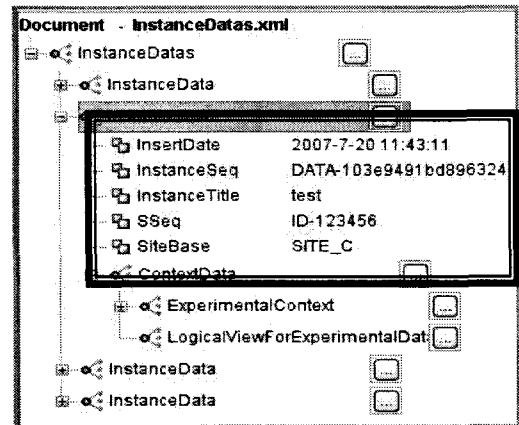 Document - InstanceDatas.xml
InstanceDatas ...
InstanceData ...
...
InsertDate 2007-7-20 11:43:11
InstanceSeq DATA-103e9491bd896324
InstanceTitle test
SSeq ID-123456
SiteBase SITE_C
ContextData ...
ExperimentalContext ...
LogicalViewForExperimentalDat ...
InstanceData ...
InstanceData ...